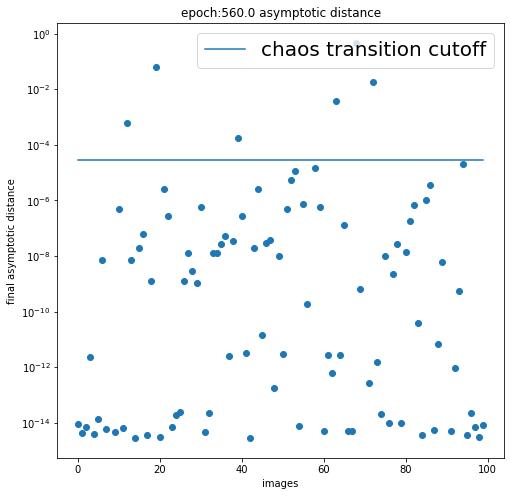 epoch:560.0 asymptotic distance
chaos transition cutoff
final asymptotic distance
10^0
10^-2
10^-4
10^-6
10^-8
10^-10
10^-12
10^-14
0 20 40 60 80 100
images